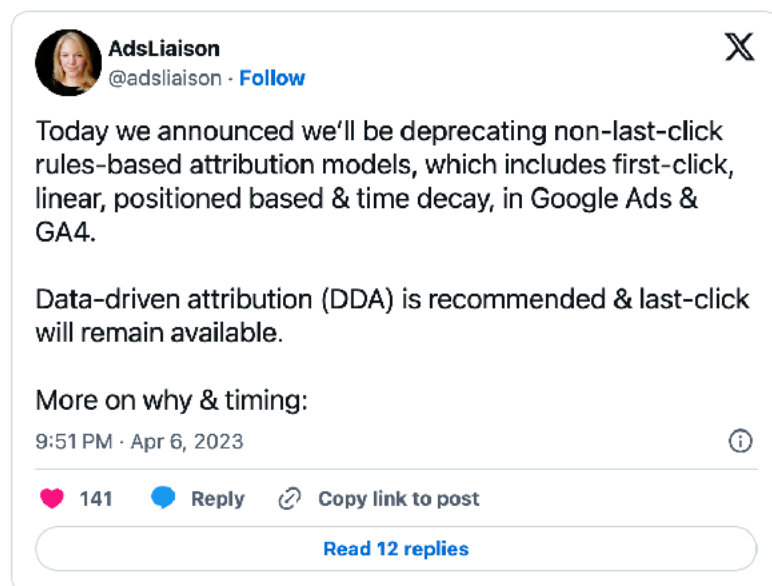 AdsLiaison
@adsliaison · Follow
Today we announced we'll be deprecating non-last-click
rules-based attribution models, which includes first-click,
linear, positioned based & time decay, in Google Ads &
GA4.
Data-driven attribution (DDA) is recommended & last-click
will remain available.
More on why & timing:
9:51 PM · Apr 6, 2023
141 Reply Copy link to post
Read 12 replies